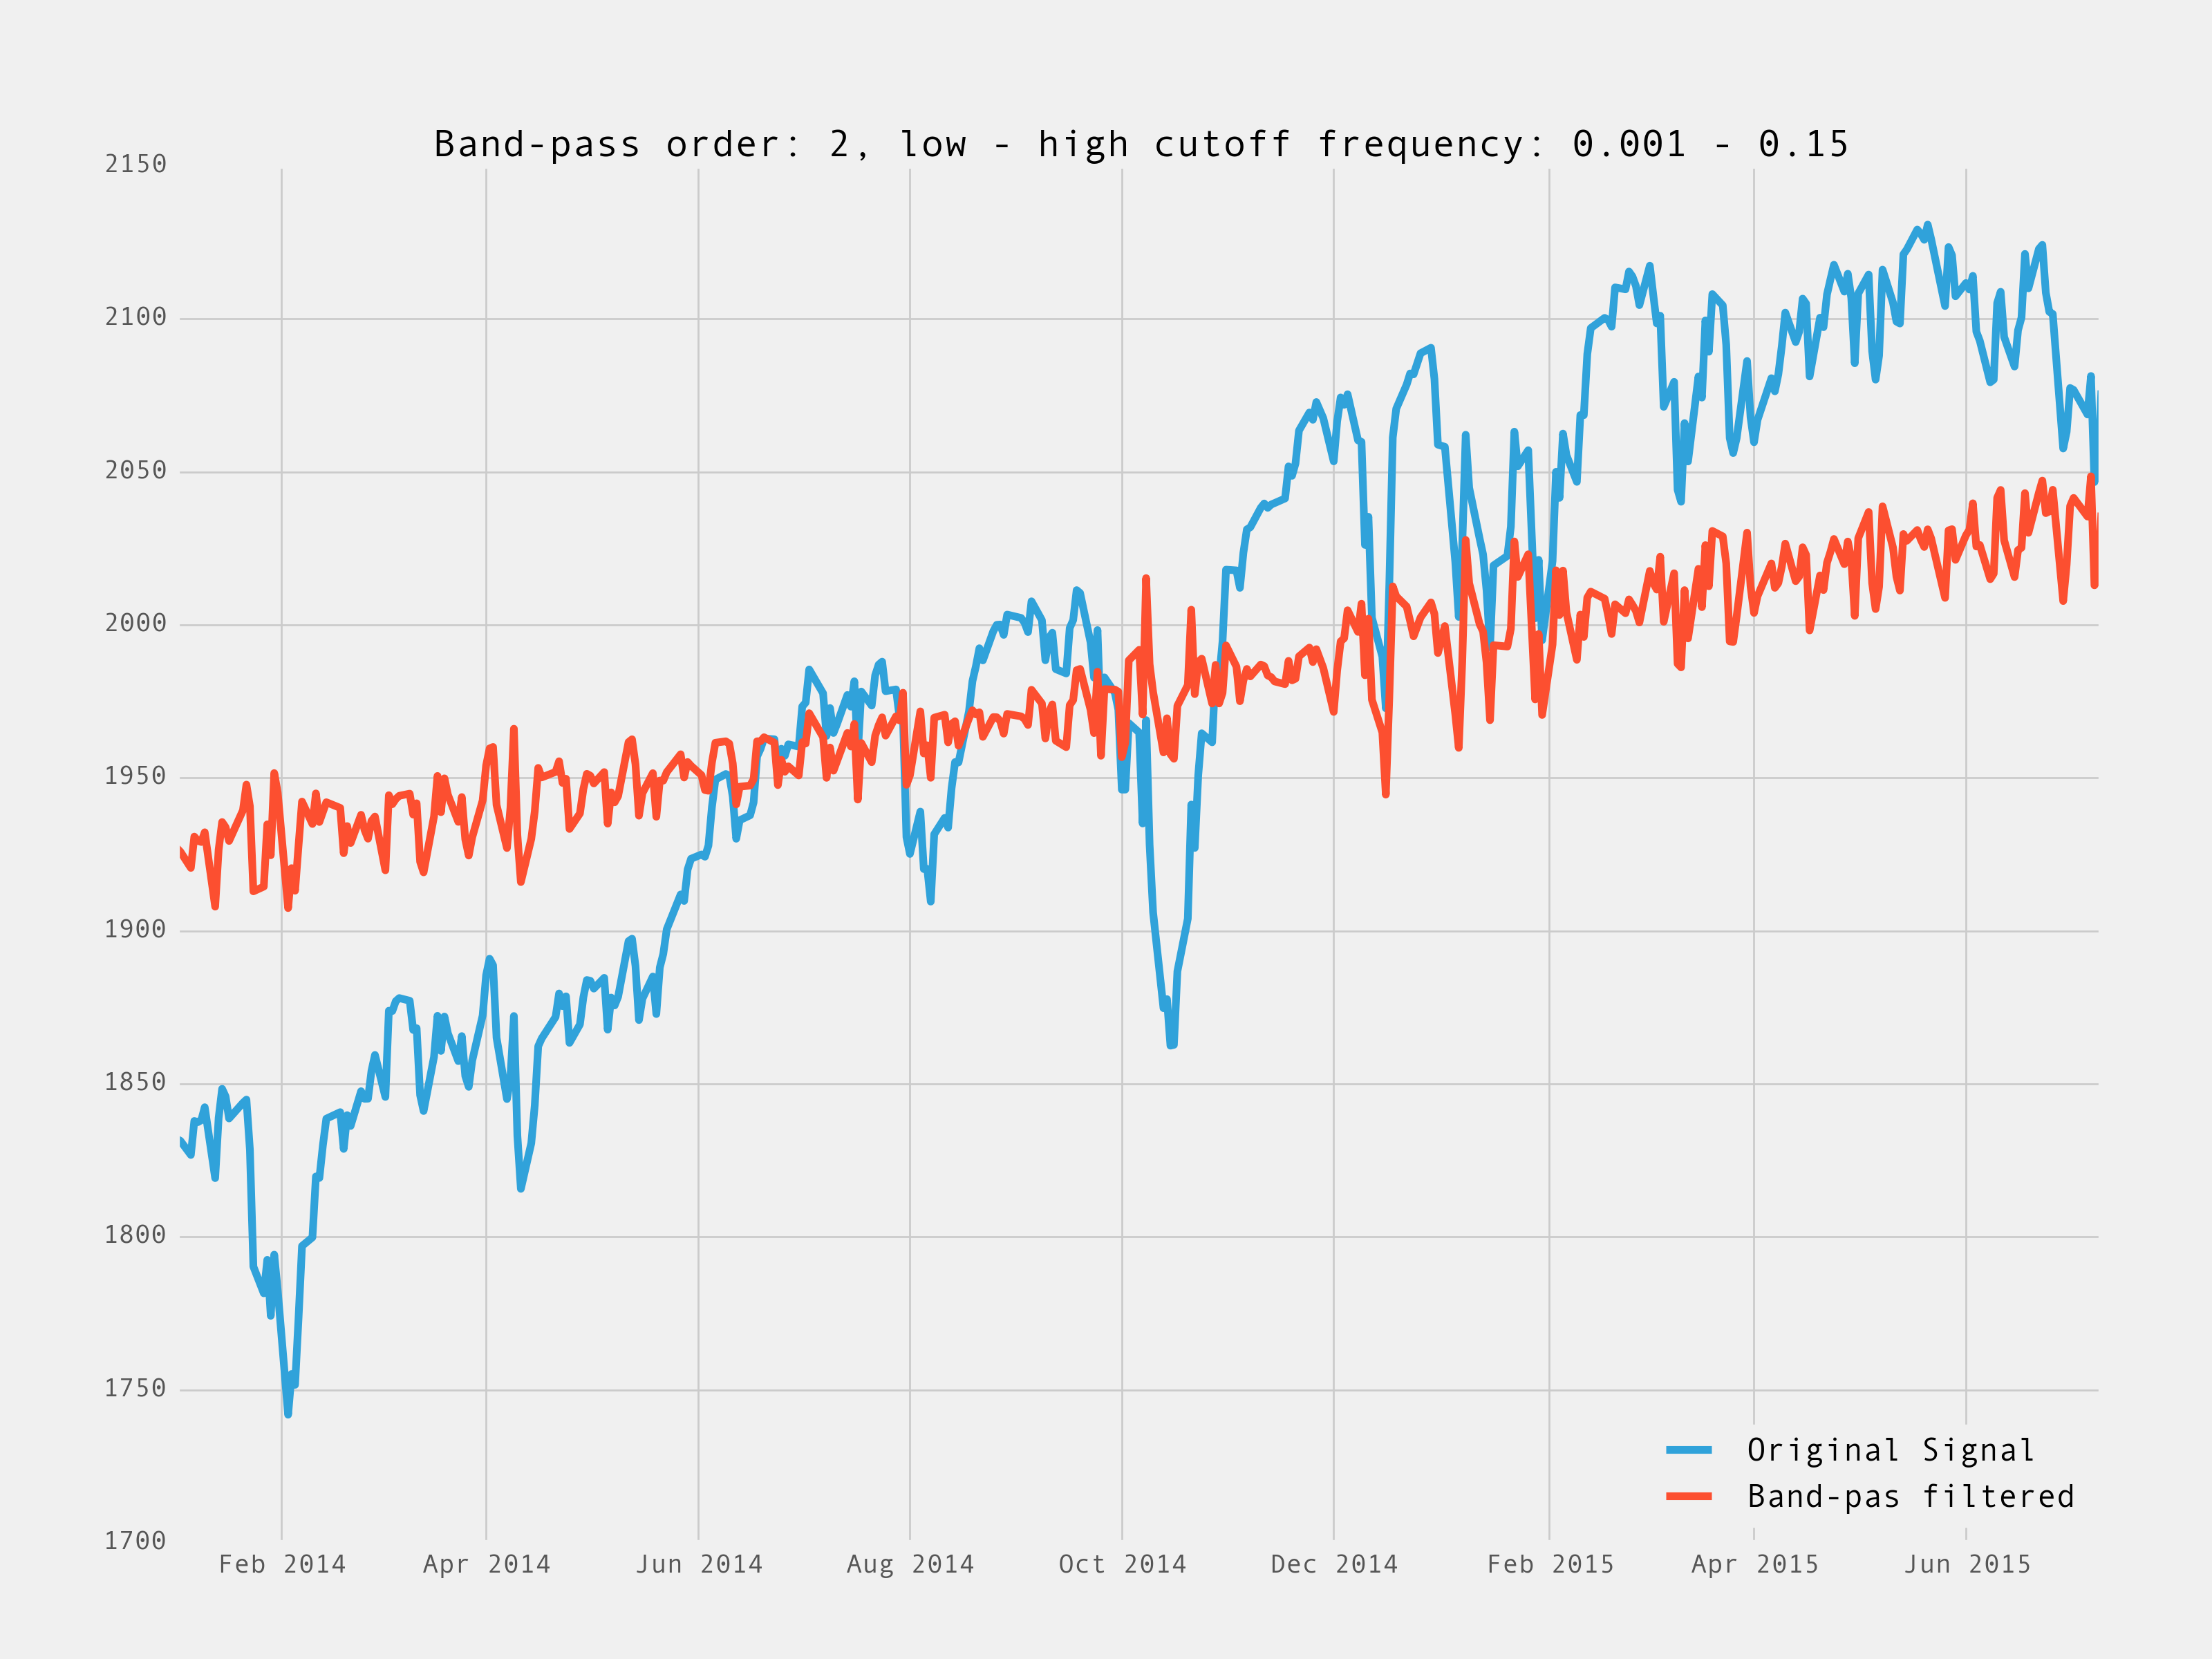 Band-pass order: 2, low - high cutoff frequency: 0.001 - 0.15
2150
2100
2050
2000
1950
1900
1850
1800
1750
1700
Original Signal
Band-pas filtered
Feb 2014 Apr 2014 Jun 2014 Aug 2014 Oct 2014 Dec 2014 Feb 2015 Apr 2015 Jun 2015